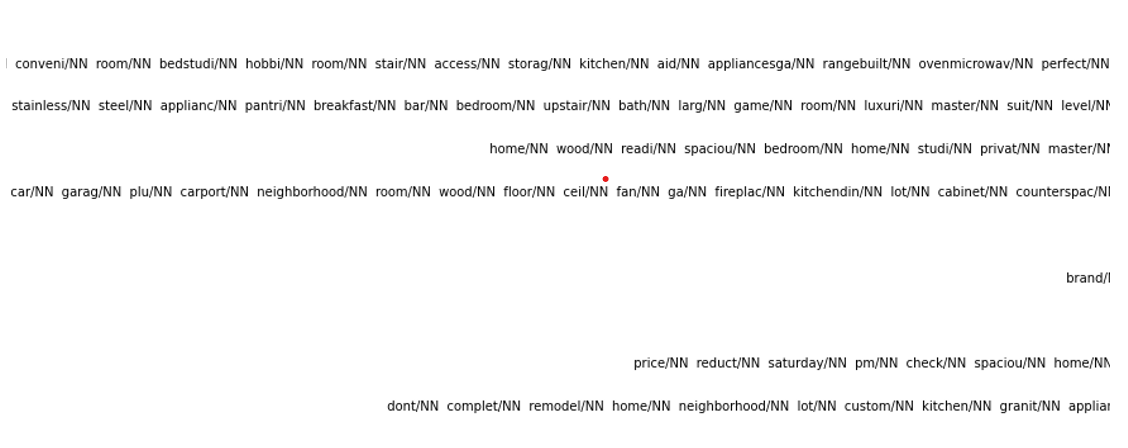 conveni/NN room/NN bedstudi/NN hobbi/NN room/NN stair/NN access/NN storag/NN kitchen/NN aid/NN appliancesga/NN rangebuilt/NN ovenmicrowav/NN perfect/NN
stainless/NN steel/NN applianc/NN pantri/NN breakfast/NN bar/NN bedroom/NN upstair/NN bath/NN larg/NN game/NN room/NN luxuri/NN master/NN suit/NN level/NN
home/NN wood/NN readi/NN spaciou/NN bedroom/NN home/NN studi/NN privat/NN master/NN
car/NN garag/NN plu/NN carport/NN neighborhood/NN room/NN wood/NN floor/NN ceil/NN fan/NN ga/NN fireplac/NN kitchendin/NN lot/NN cabinet/NN counterspac/NN
brand/
price/NN reduct/NN saturday/NN pm/NN check/NN spaciou/NN home/NN
dont/NN complet/NN remodel/NN home/NN neighborhood/NN lot/NN custom/NN kitchen/NN granit/NN applia